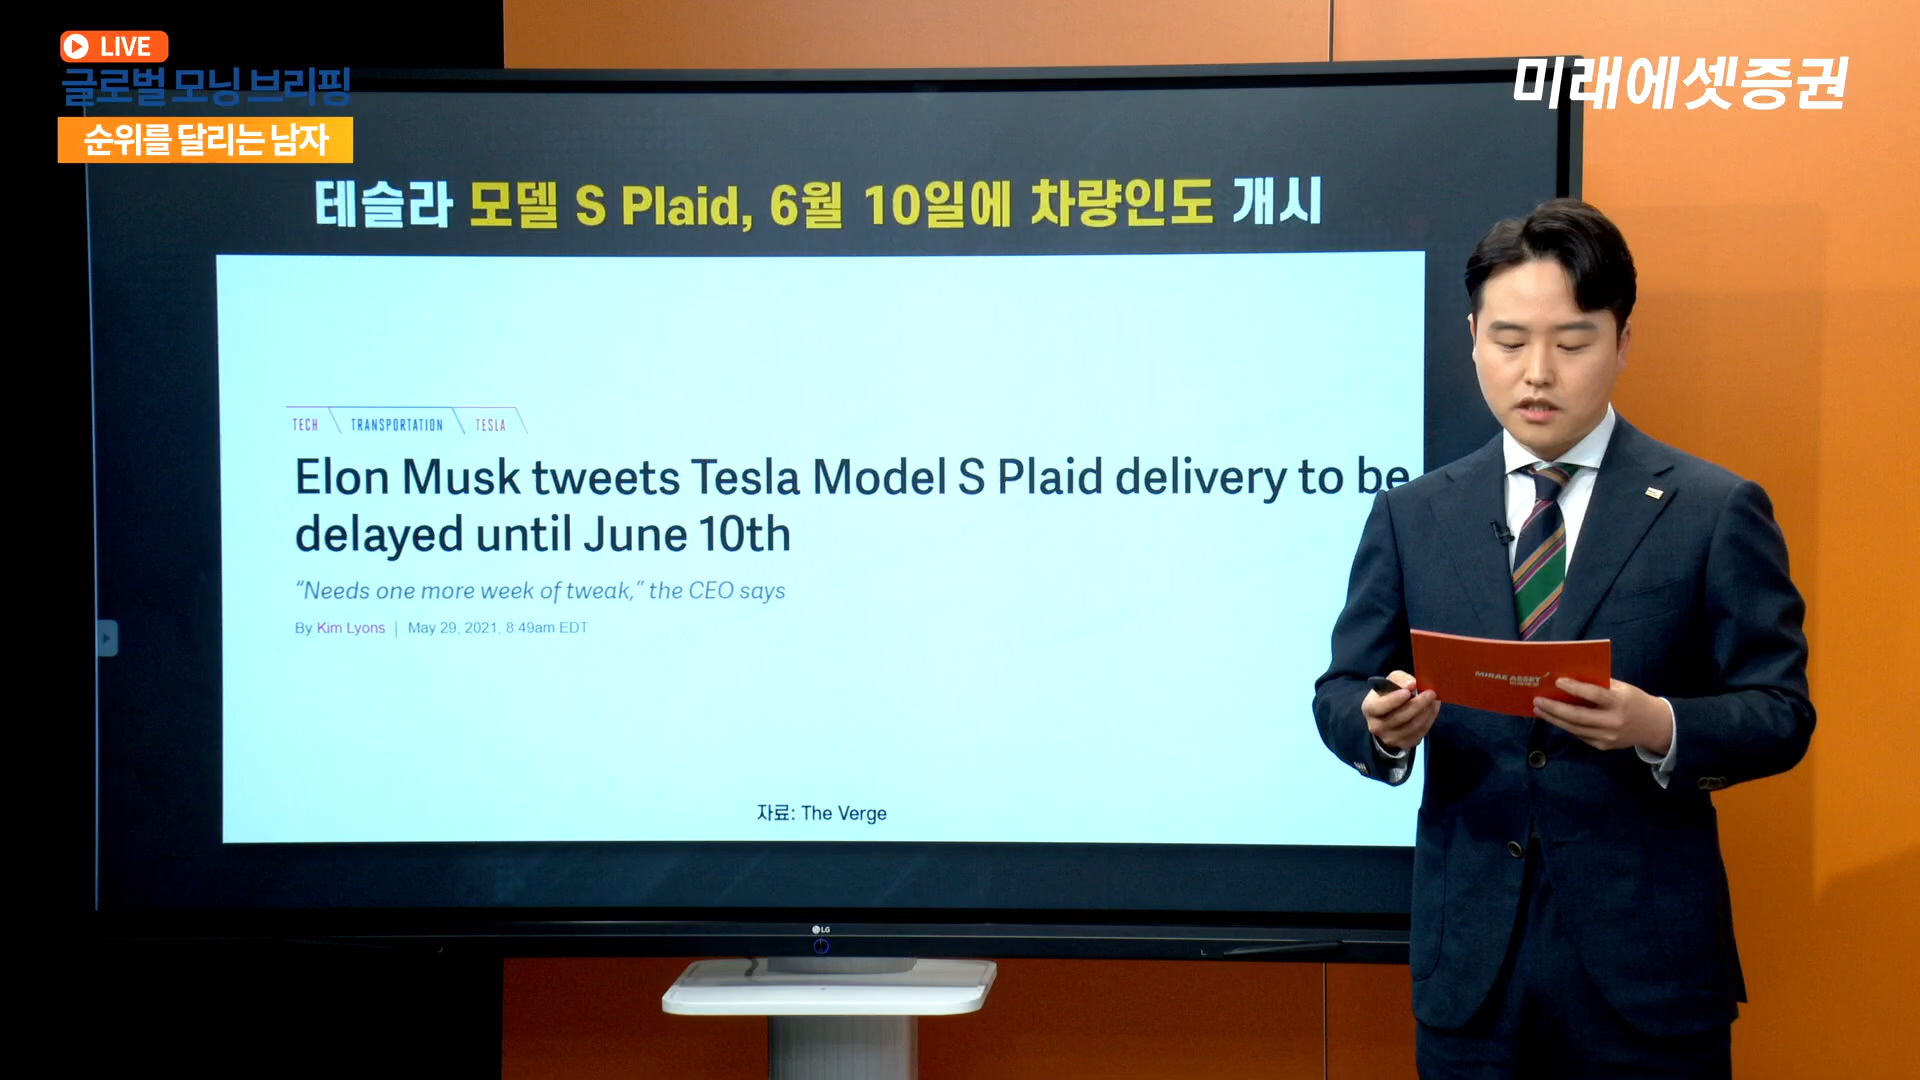 LIVE
글로벌 모닝 브리핑
순위를 달리는 남자
미래에셋증권
테슬라 모델 S Plaid, 6월 10일에 차량인도 개시
TECH TRANSPORTATION TESLA
Elon Musk tweets Tesla Model S Plaid delivery to be
delayed until June 10th
“Needs one more week of tweak,” the CEO says
By Kim Lyons | May 29, 2021, 8:49am EDT
자료: The Verge
MIRAE ASSET
LG